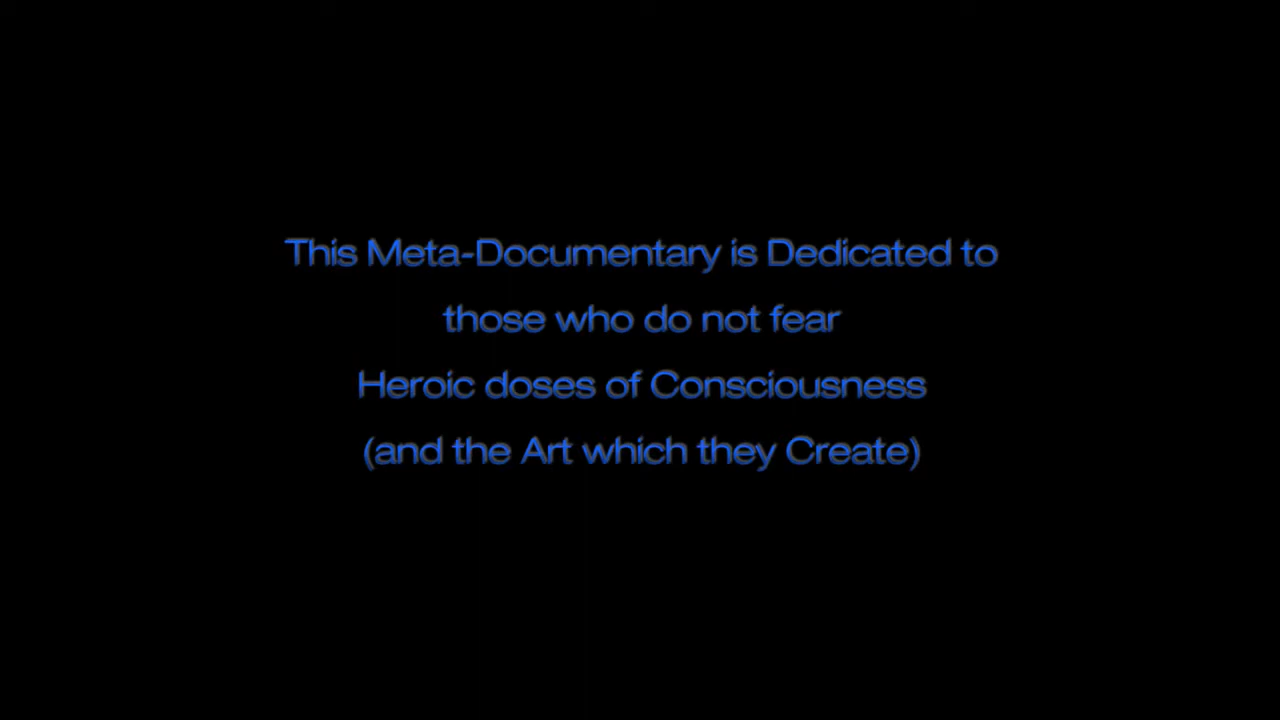 This Meta-Documentary is Dedicated to
those who do not fear
Heroic doses of Consciousness
(and the Art which they Create)